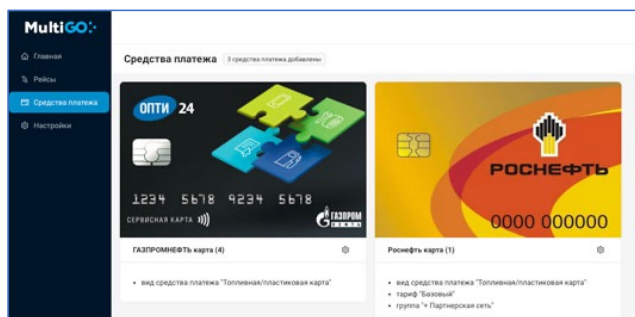 MultiGO
Главная
Рейсы
Средства платежа
Настройки
Средства платежа
3 средства платежа добавлены
ОПТИ 24
1234 5678 9234 5678
СЕРВИСНАЯ КАРТА
ГАЗПРОМ
НЕФТЬ
ГАЗПРОМНЕФТЬ карта (4)
• вид средства платежа "Топливная/пластиковая карта"
РОСНЕФТЬ
0000 000000
Роснефть карта (1)
• вид средства платежа "Топливная/пластиковая карта"
• тариф "Базовый"
• группа "+ Партнерская сеть"